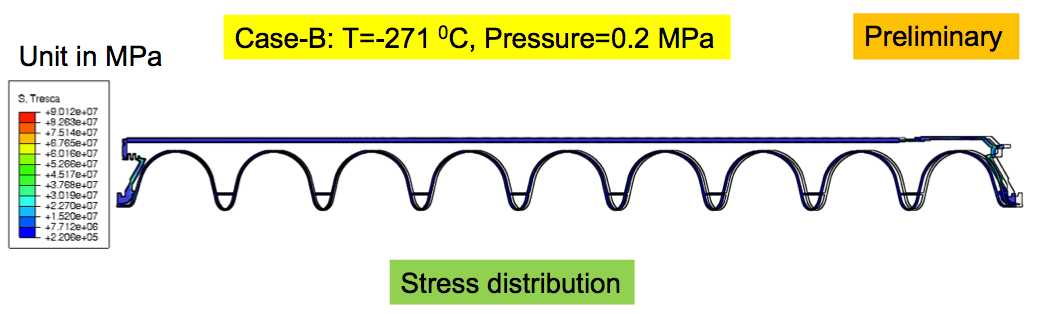 Case-B: T=-271 ⁰C, Pressure=0.2 MPa
Preliminary
Unit in MPa
S, Tresca
+9.012e+07
+8.263e+07
+7.514e+07
+6.765e+07
+6.016e+07
+5.266e+07
+4.517e+07
+3.768e+07
+3.019e+07
+2.270e+07
+1.520e+07
+7.712e+06
+2.206e+05
Stress distribution